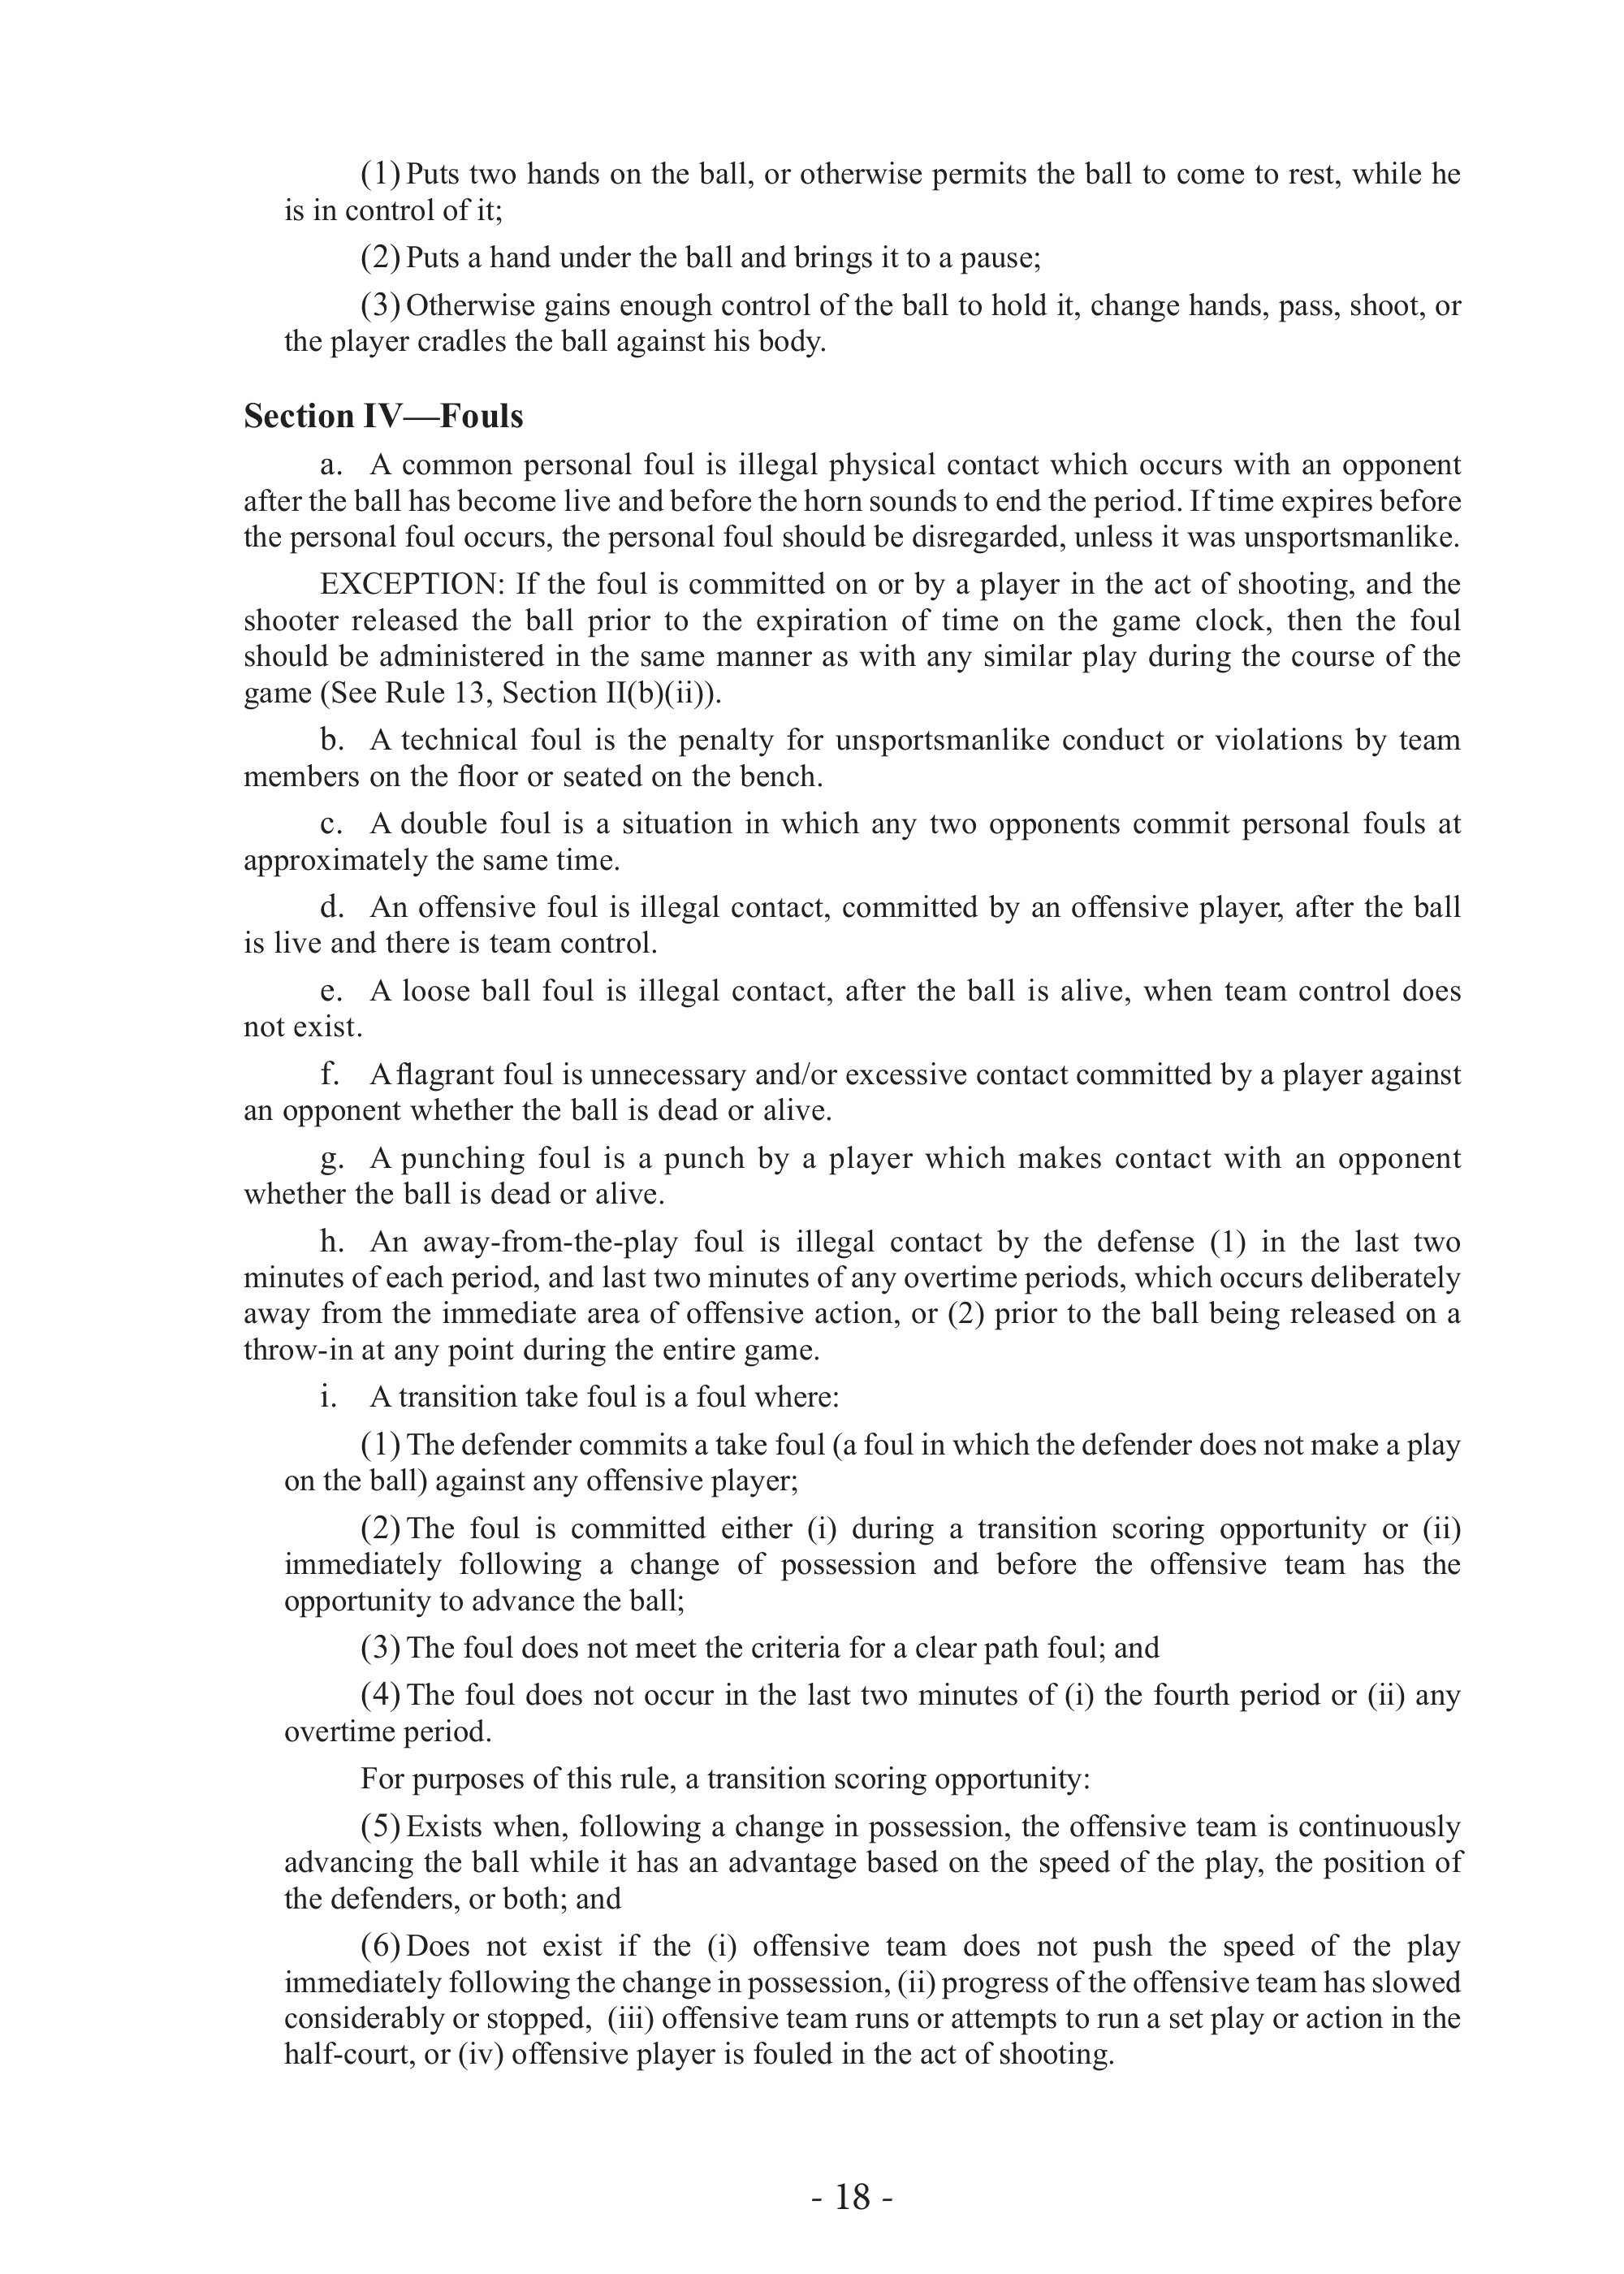 (1) Puts two hands on the ball, or otherwise permits the ball to come to rest, while he
is in control of it;
(2) Puts a hand under the ball and brings it to a pause;
(3) Otherwise gains enough control of the ball to hold it, change hands, pass, shoot, or
the player cradles the ball against his body.
Section IV—Fouls
a. A common personal foul is illegal physical contact which occurs with an opponent
after the ball has become live and before the horn sounds to end the period. If time expires before
the personal foul occurs, the personal foul should be disregarded, unless it was unsportsmanlike.
EXCEPTION: If the foul is committed on or by a player in the act of shooting, and the
shooter released the ball prior to the expiration of time on the game clock, then the foul
should be administered in the same manner as with any similar play during the course of the
game (See Rule 13, Section II(b)(ii)).
b. A technical foul is the penalty for unsportsmanlike conduct or violations by team
members on the floor or seated on the bench.
c. A double foul is a situation in which any two opponents commit personal fouls at
approximately the same time.
d. An offensive foul is illegal contact, committed by an offensive player, after the ball
is live and there is team control.
e. A loose ball foul is illegal contact, after the ball is alive, when team control does
not exist.
f. A flagrant foul is unnecessary and/or excessive contact committed by a player against
an opponent whether the ball is dead or alive.
g. A punching foul is a punch by a player which makes contact with an opponent
whether the ball is dead or alive.
h. An away-from-the-play foul is illegal contact by the defense (1) in the last two
minutes of each period, and last two minutes of any overtime periods, which occurs deliberately
away from the immediate area of offensive action, or (2) prior to the ball being released on a
throw-in at any point during the entire game.
i. A transition take foul is a foul where:
(1) The defender commits a take foul (a foul in which the defender does not make a play
on the ball) against any offensive player;
(2) The foul is committed either (i) during a transition scoring opportunity or (ii)
immediately following a change of possession and before the offensive team has the
opportunity to advance the ball;
(3) The foul does not meet the criteria for a clear path foul; and
(4) The foul does not occur in the last two minutes of (i) the fourth period or (ii) any
overtime period.
For purposes of this rule, a transition scoring opportunity:
(5) Exists when, following a change in possession, the offensive team is continuously
advancing the ball while it has an advantage based on the speed of the play, the position of
the defenders, or both; and
(6) Does not exist if the (i) offensive team does not push the speed of the play
immediately following the change in possession, (ii) progress of the offensive team has slowed
considerably or stopped, (iii) offensive team runs or attempts to run a set play or action in the
half-court, or (iv) offensive player is fouled in the act of shooting.
- 18 -